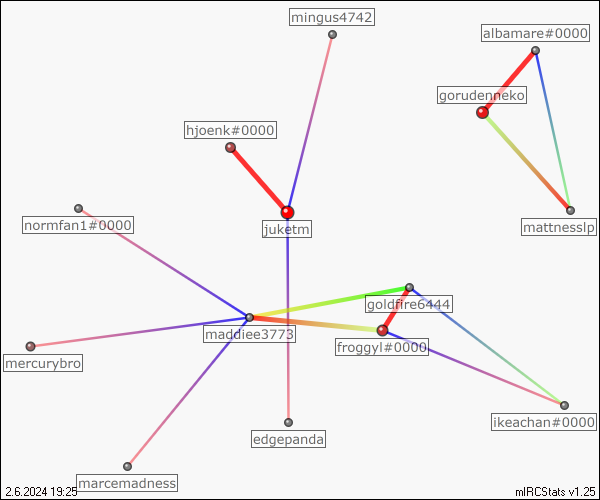 mingus4742
albamare#0000
gorudenneko
hjoenk#0000
normfan1#0000
juketm
mattnesslp
goldfire6444
maddiee3773
froggyl#0000
mercurybro
ikeachan#0000
edgepanda
marcemadness
2.6.2024 19:25
mIRCStats v1.25